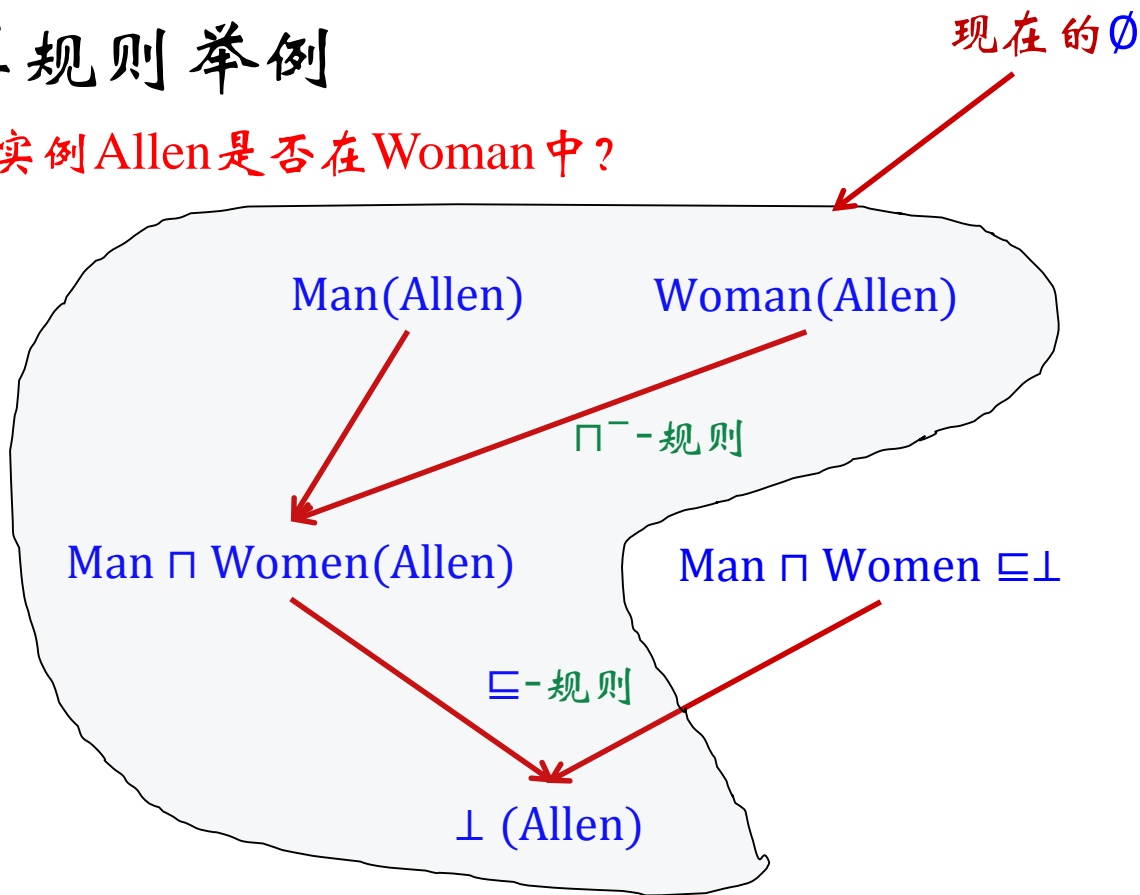 规则举例
现在的∅
实例Allen是否在Woman中?
Man(Allen)
Woman(Allen)
⊓⁻-规则
Man ⊓ Women(Allen)
Man ⊓ Women ⊑⊥
⊑-规则
⊥ (Allen)